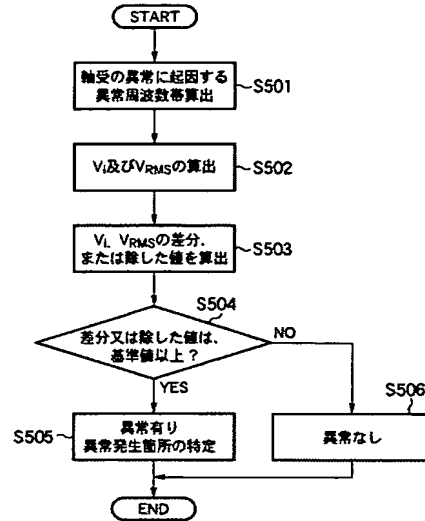 START
軸受の異常に起因する
異常周波数帯算出
S501
Vi及びVRMSの算出
S502
Vi、VRMSの差分、
または除した値を算出
S503
S504
差分又は除した値は、
基準値以上?
NO
YES
S506
S505
異常有り
異常発生箇所の特定
異常なし
END